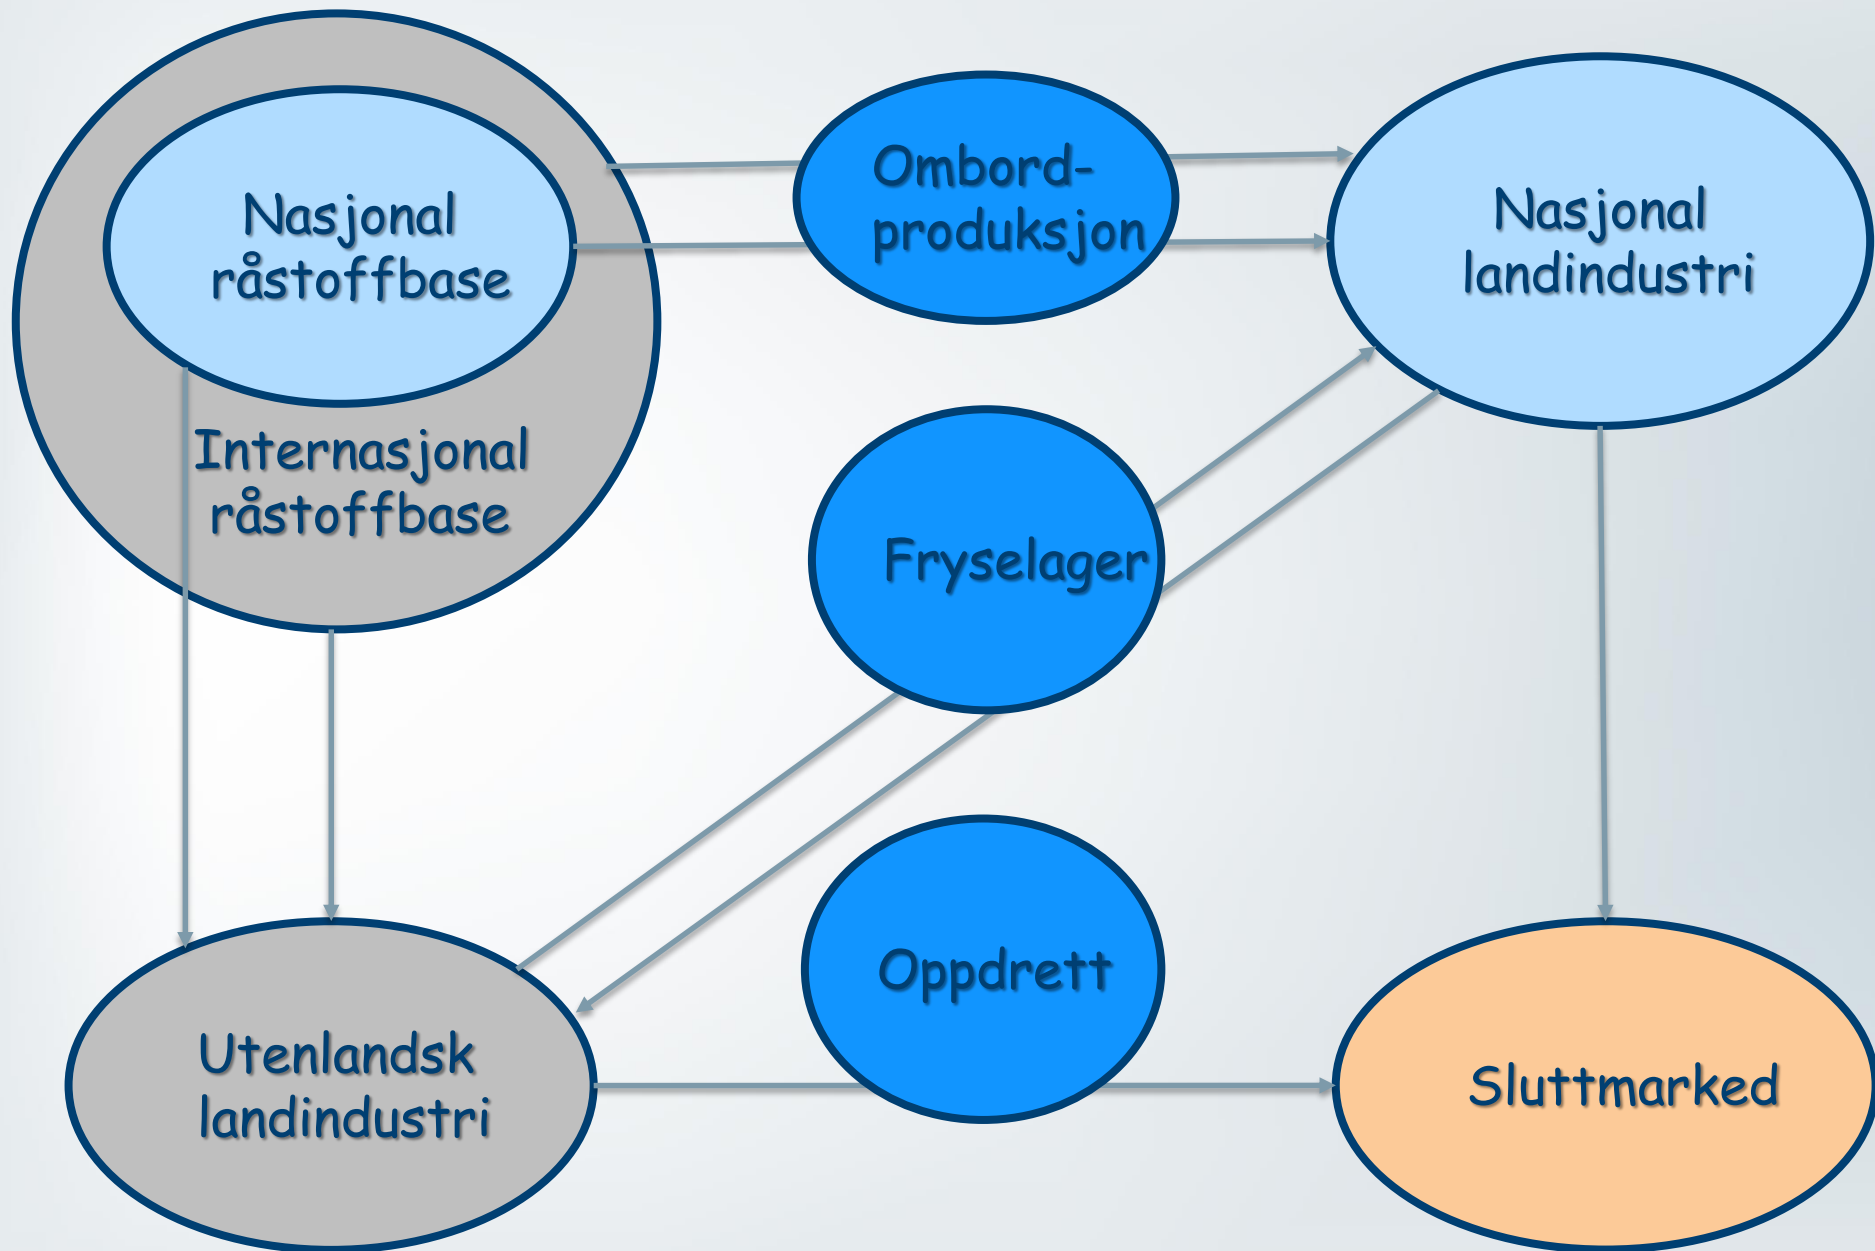 Nasjonal
råstoffbase
Internasjonal
råstoffbase
Ombord-
produksjon
Nasjonal
landindustri
Fryselager
Oppdrett
Utenlandsk
landindustri
Sluttmarked